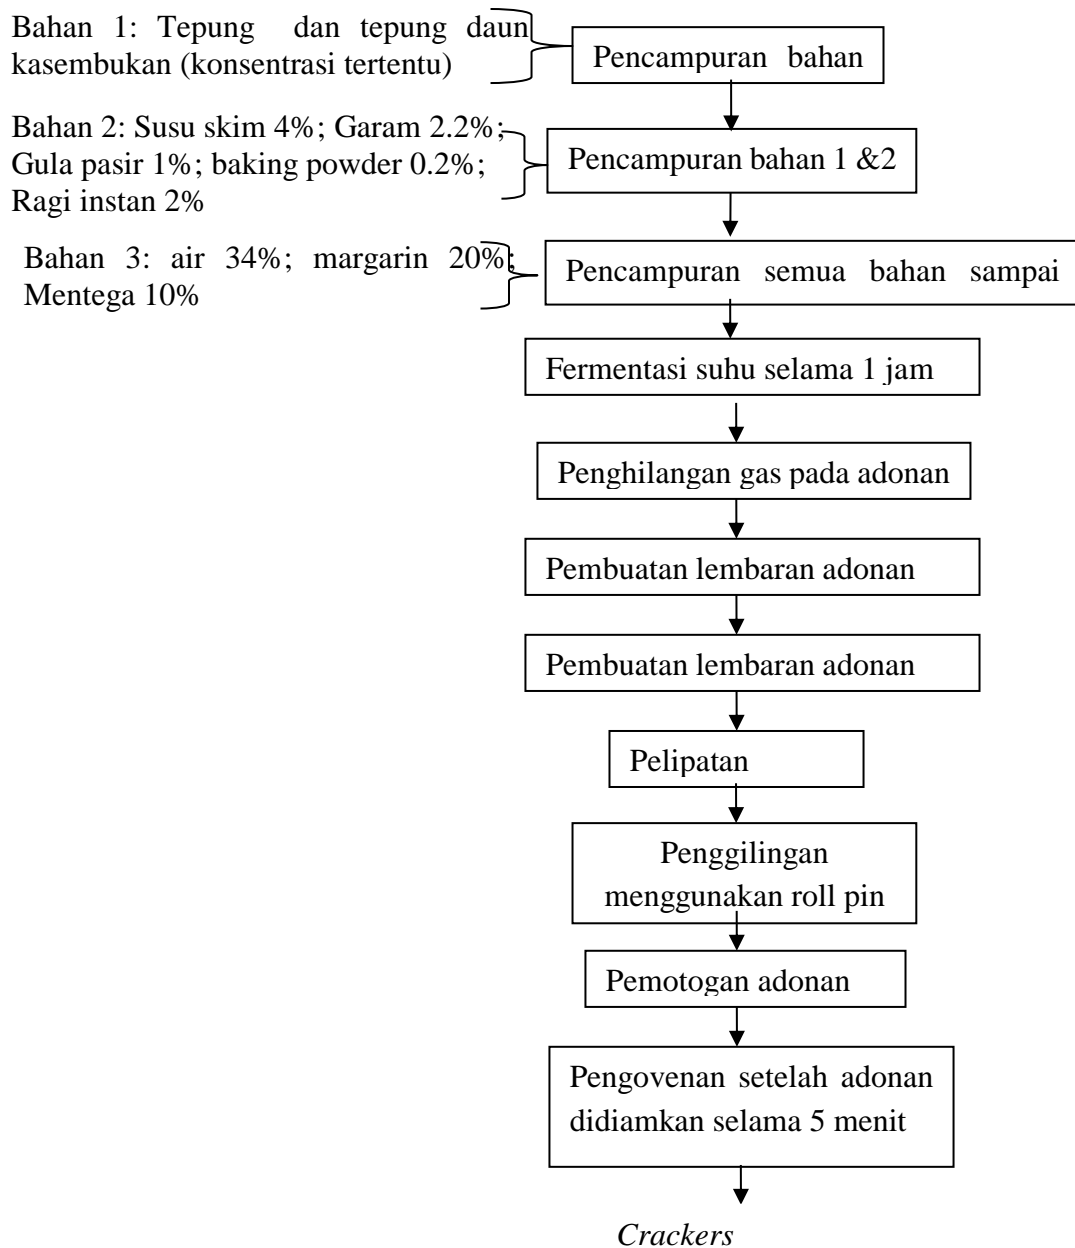 Bahan 1: Tepung dan tepung daun
kasembukan (konsentrasi tertentu)
Pencampuran bahan
Bahan 2: Susu skim 4%; Garam 2.2%;
Gula pasir 1%; baking powder 0.2%;
Ragi instan 2%
Pencampuran bahan 1 &2
Bahan 3: air 34%; margarin 20%;
Mentega 10%
Pencampuran semua bahan sampai
Fermentasi suhu selama 1 jam
Penghilangan gas pada adonan
Pembuatan lembaran adonan
Pembuatan lembaran adonan
Pelipatan
Penggilingan
menggunakan roll pin
Pemotogan adonan
Pengovenan setelah adonan
didiamkan selama 5 menit
Crackers